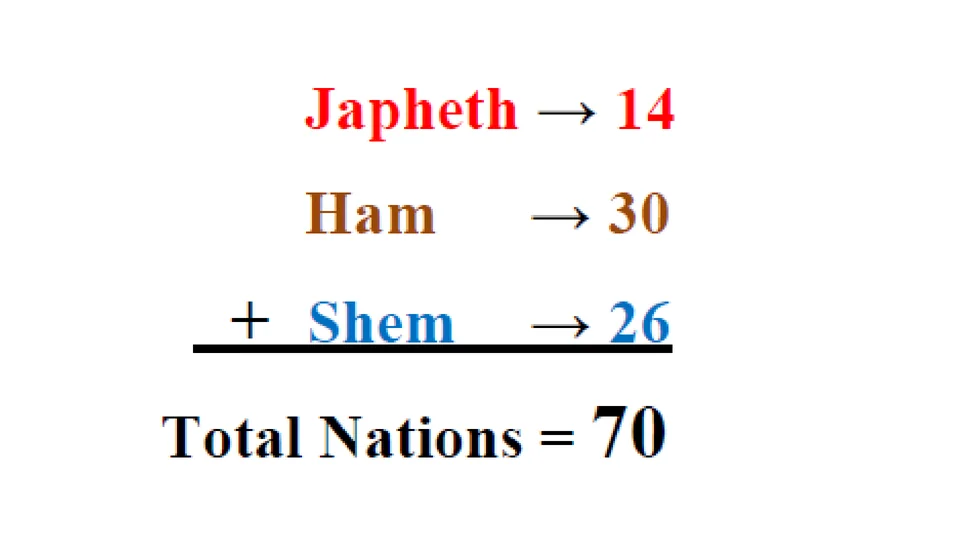 Japheth → 14
Ham → 30
+ Shem → 26
Total Nations = 70